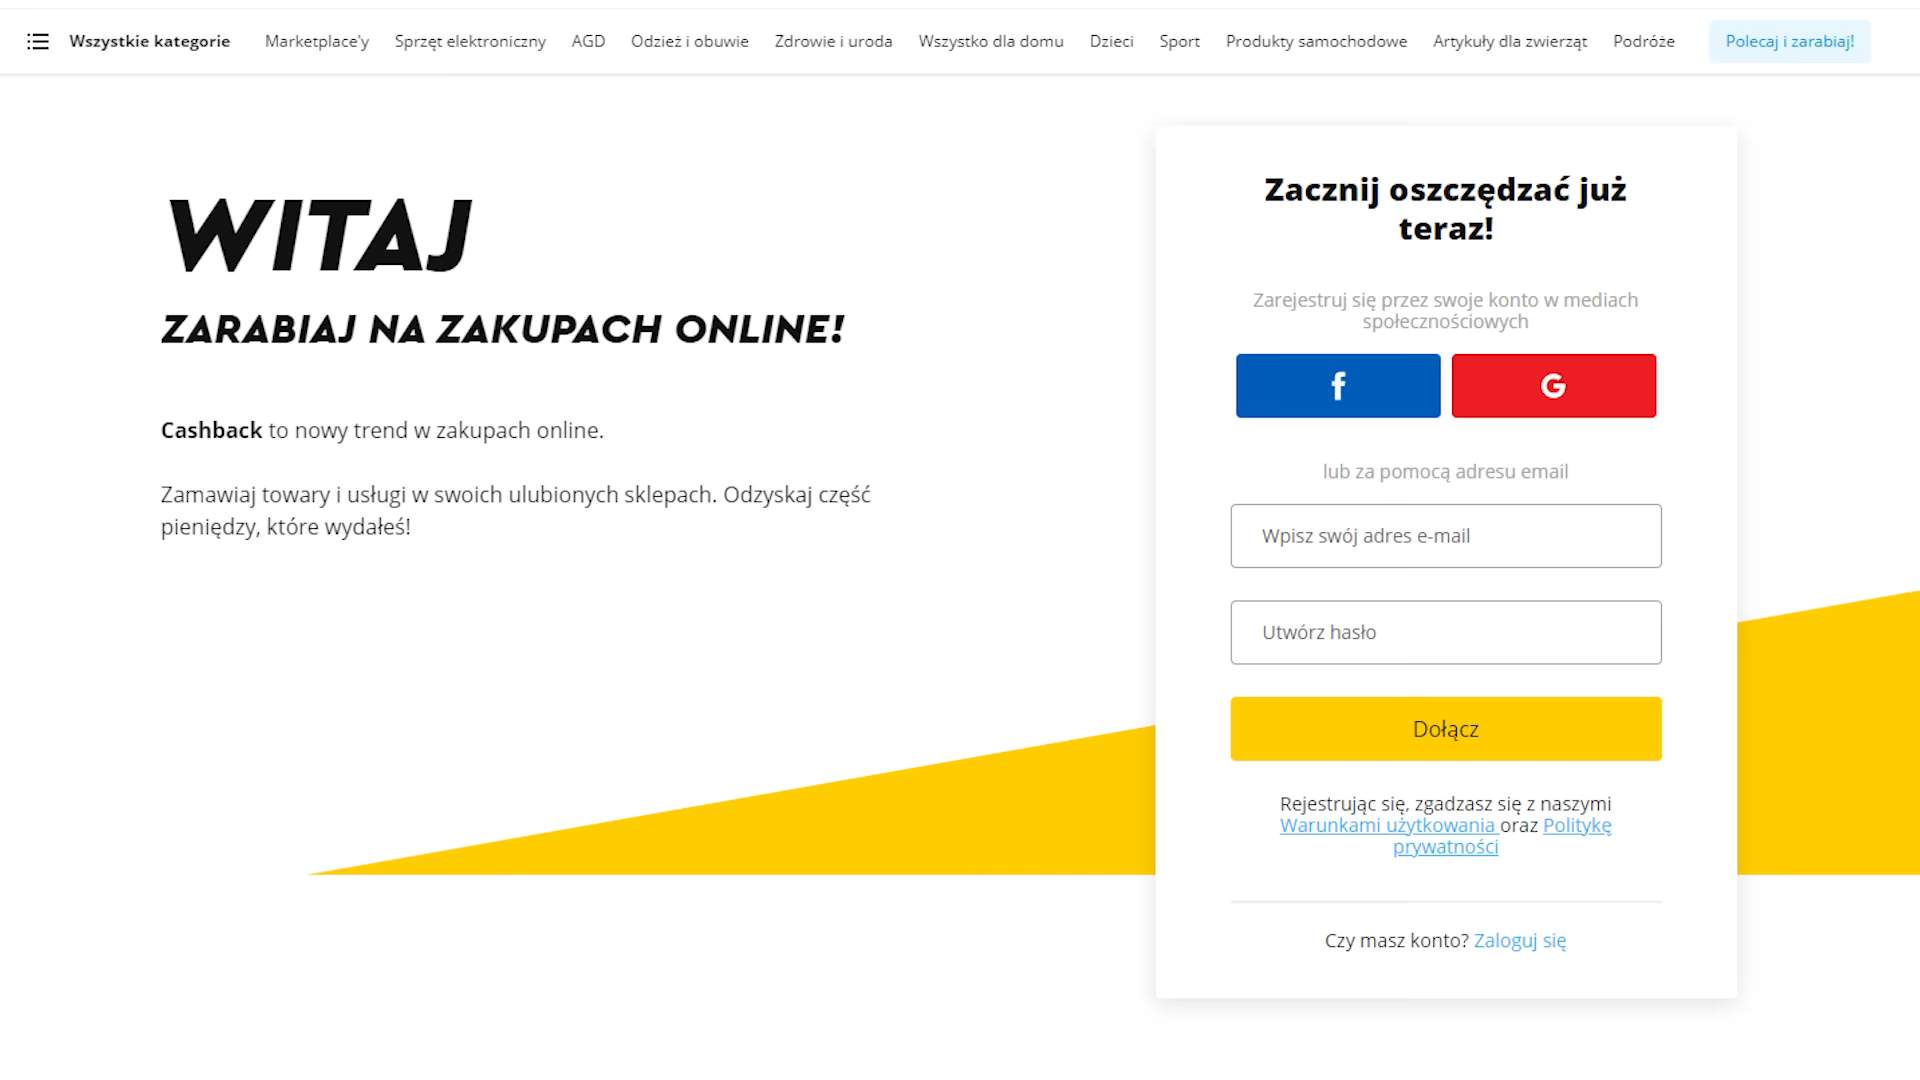 Wszystkie kategorie Marketplace'y Sprzęt elektroniczny AGD Odzież i obuwie Zdrowie i uroda Wszystko dla domu Dzieci Sport Produkty samochodowe Artykuły dla zwierząt Podróże Polecaj i zarabiaj!
WITAJ
ZARABIAJ NA ZAKUPACH ONLINE!
Cashback to nowy trend w zakupach online.
Zamawiaj towary i usługi w swoich ulubionych sklepach. Odzyskaj część
pieniędzy, które wydałeś!
Zacznij oszczędzać już
teraz!
Zarejestruj się przez swoje konto w mediach
społecznościowych
f G
lub za pomocą adresu email
Wpisz swój adres e-mail
Utwórz hasło
Dołącz
Rejestrując się, zgadzasz się z naszymi
Warunkami użytkowania oraz Politykę
prywatności
Czy masz konto? Zaloguj się